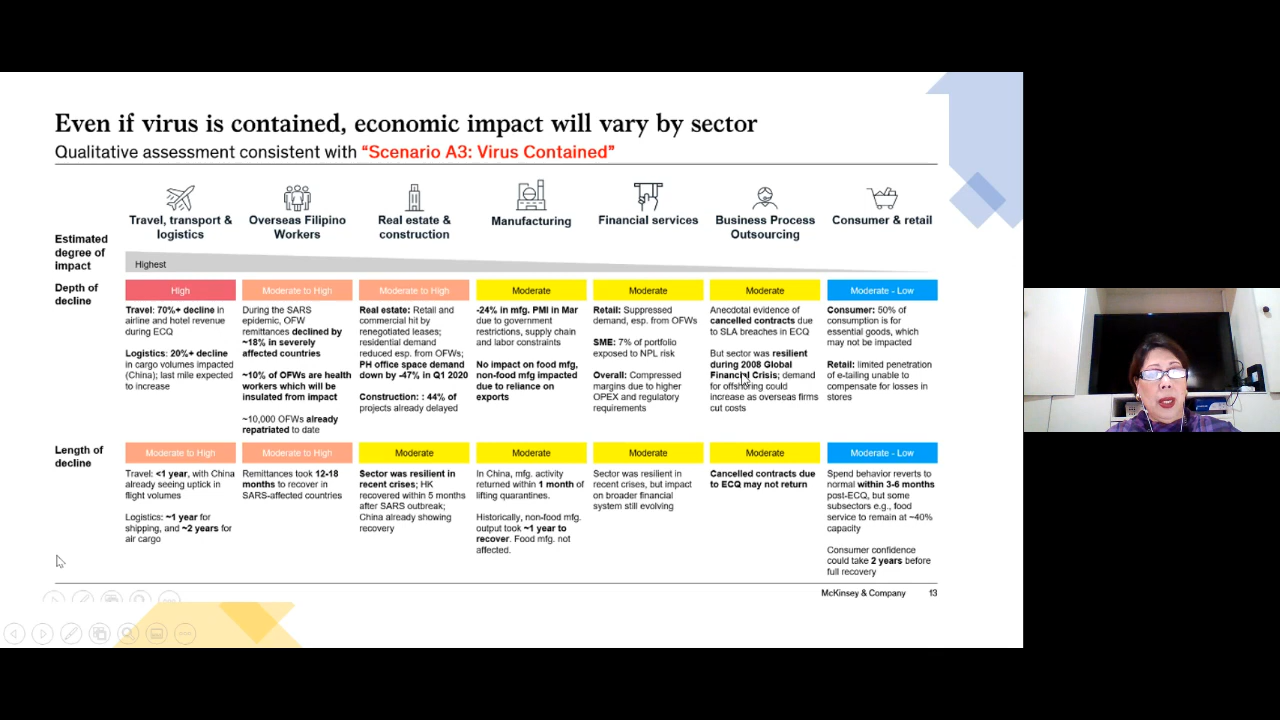 Even if virus is contained, economic impact will vary by sector
Qualitative assessment consistent with “Scenario A3: Virus Contained”
Travel, transport &
logistics
Overseas Filipino
Workers
Real estate &
construction
Manufacturing
Financial services
Business Process
Outsourcing
Consumer & retail
Estimated
degree of
impact
Highest
Depth of
decline
High
Moderate to High
Moderate to High
Moderate
Moderate
Moderate
Moderate - Low
Travel: 70%+ decline in
airline and hotel revenue
during ECQ
Logistics: 20%+ decline
in cargo volumes impacted
(China); last mile expected
to increase
During the SARS
epidemic, OFW
remittances declined by
~18% in severely
affected countries
~10% of OFWs are health
workers which will be
insulated from impact
~10,000 OFWs already
repatriated to date
Real estate: Retail and
commercial hit by
renegotiated leases;
residential demand
reduced esp. from OFWs;
PH office space demand
down by -47% in Q1 2020
Construction: : 44% of
projects already delayed
-24% in mfg. PMI in Mar
due to government
restrictions, supply chain
and labor constraints
No impact on food mfg,
non-food mfg impacted
due to reliance on
exports
Retail: Suppressed
demand, esp. from OFWs
SME: 7% of portfolio
exposed to NPL risk
Overall: Compressed
margins due to higher
OPEX and regulatory
requirements
Anecdotal evidence of
cancelled contracts due
to SLA breaches in ECQ
But sector was resilient
during 2008 Global
Financial Crisis; demand
for offshoring could
increase as overseas firms
cut costs
Consumer: 50% of
consumption is for
essential goods, which
may not be impacted
Retail: limited penetration
of e-tailing unable to
compensate for losses in
stores
Length of
decline
Moderate to High
Moderate to High
Moderate
Moderate
Moderate
Moderate
Moderate - Low
Travel: <1 year, with China
already seeing uptick in
flight volumes
Logistics: ~1 year for
shipping, and ~2 years for
air cargo
Remittances took 12-18
months to recover in
SARS-affected countries
Sector was resilient in
recent crises; HK
recovered within 5 months
after SARS outbreak;
China already showing
recovery
In China, mfg. activity
returned within 1 month of
lifting quarantines.
Historically, non-food mfg.
output took ~1 year to
recover. Food mfg. not
affected.
Sector was resilient in
recent crises, but impact
on broader financial
system still evolving
Cancelled contracts due
to ECQ may not return
Spend behavior reverts to
normal within 3-6 months
post-ECQ, but some
subsectors e.g., food
service to remain at ~40%
capacity
Consumer confidence
could take 2 years before
full recovery
McKinsey & Company 13